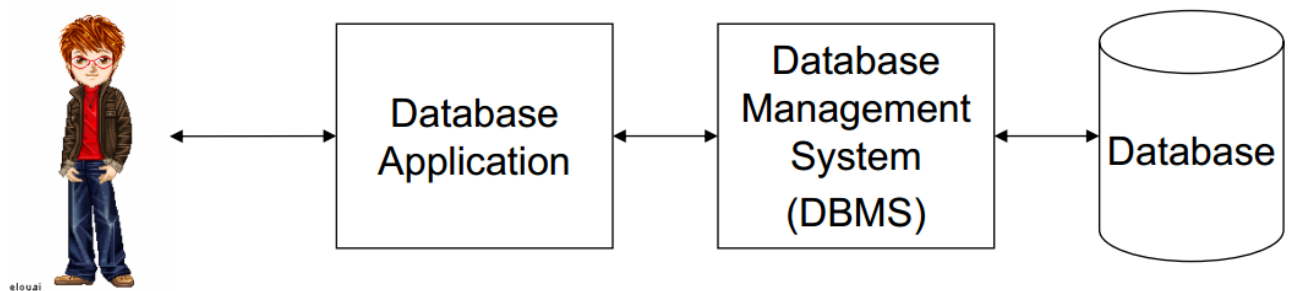 Database
Application
Database
Management
System
(DBMS)
Database
elouai